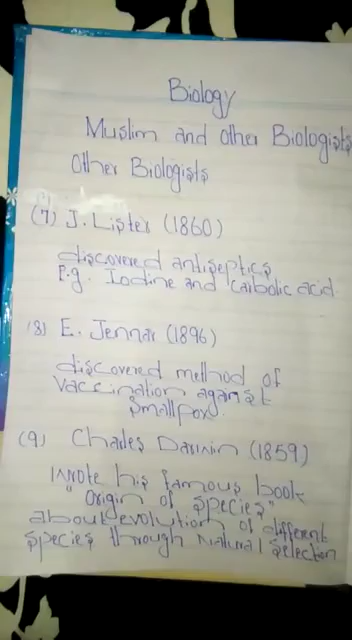 Biology
Muslim and other Biologists
Other Biologists
(7) J. Lister (1860)
discovered antiseptics
e.g. Iodine and carbolic acid.
(8) E. Jennar (1896)
discovered method of
vaccination against
smallpox
(9) Charles Darwin (1859)
wrote his famous book
"origin of species"
about evolution of different
species through Natural selection